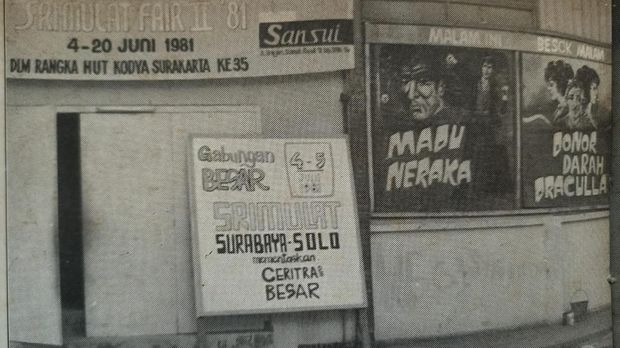 SRIMULAT FAIR II '81
4-20 JUNI 1981
DLM RANGKA HUT KODYA SURAKARTA KE 35
Sansui
MALAM INI
MADU
NERAKA
BESOK MALAM
DONOR
DARAH
DRACULLA
Gabungan
BESAR
4-5
SRIMULAT
SURABAYA-SOLO
mementaskan
CERITRA
BESAR